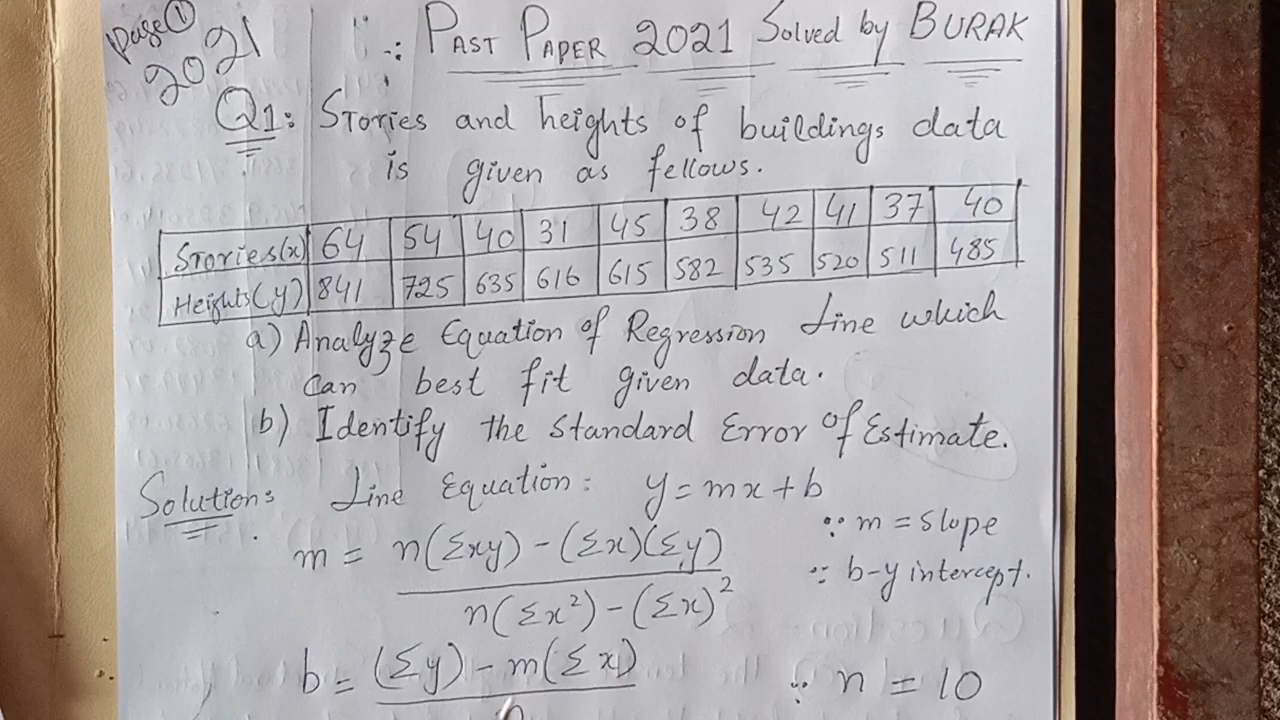 Page 1
2021
∴ PAST PAPER 2021 Solved by BURAK
Q1: Stories and heights of buildings data
is given as fellows.
Stories(x) 64 54 40 31 45 38 42 41 37 40
Heights(y) 841 725 635 616 615 582 535 520 511 485
a) Analyze Equation of Regression Line which
Can best fit given data.
b) Identify the Standard Error of Estimate.
Solution: Line Equation: y = mx + b
m = n(Σxy) - (Σx)(Σy) / n(Σx²) - (Σx)² ∵ m = slope
∵ b - y intercept.
b = (Σy) - m(Σx) / n ∵ n = 10